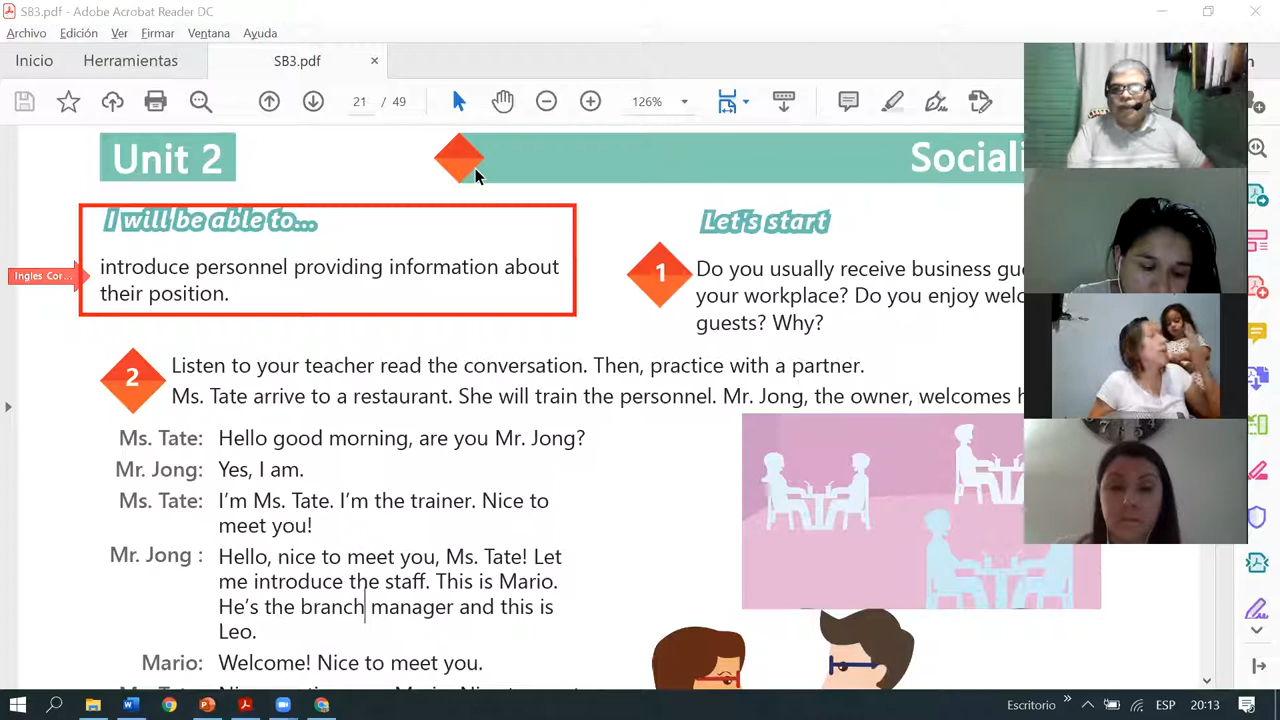 SB3.pdf - Adobe Acrobat Reader DC
Archivo Edición Ver Firmar Ventana Ayuda
Inicio Herramientas SB3.pdf
21 / 49 126%
Unit 2 Sociali
I will be able to...
introduce personnel providing information about
their position.
Ingles Cor...
Let's start
1 Do you usually receive business gue
your workplace? Do you enjoy welc
guests? Why?
2 Listen to your teacher read the conversation. Then, practice with a partner.
Ms. Tate arrive to a restaurant. She will train the personnel. Mr. Jong, the owner, welcomes h
Ms. Tate: Hello good morning, are you Mr. Jong?
Mr. Jong: Yes, I am.
Ms. Tate: I'm Ms. Tate. I'm the trainer. Nice to
meet you!
Mr. Jong : Hello, nice to meet you, Ms. Tate! Let
me introduce the staff. This is Mario.
He's the branch manager and this is
Leo.
Mario: Welcome! Nice to meet you.
Escritorio ESP 20:13